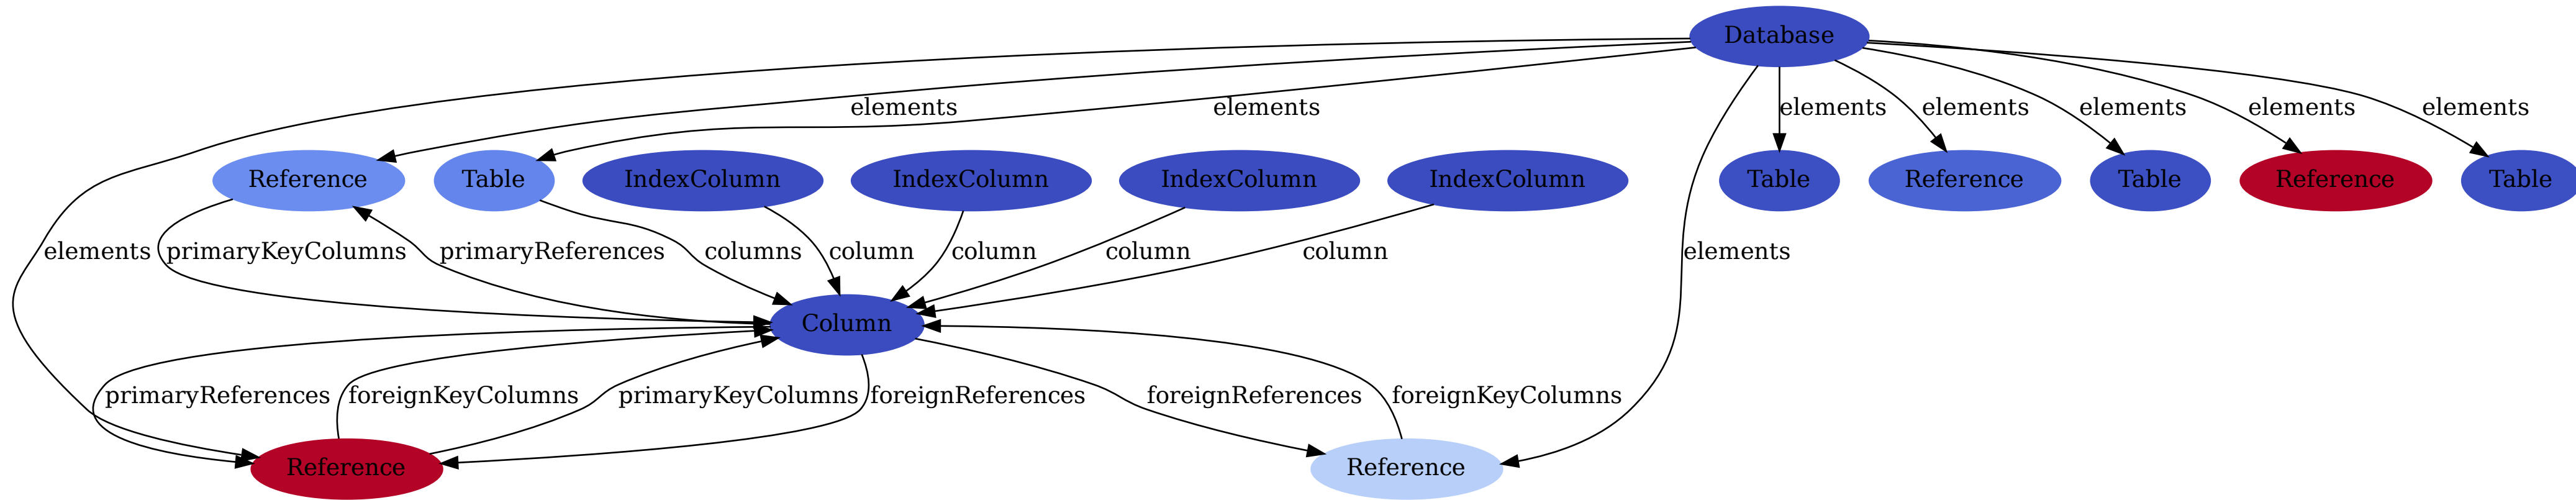 Database
elements
elements
elements
elements
elements
elements
elements
Reference
Table
IndexColumn
IndexColumn
IndexColumn
IndexColumn
Table
Reference
Table
Reference
Table
elements
primaryKeyColumns
primaryReferences
columns
column
column
column
column
elements
Column
primaryReferences
foreignKeyColumns
primaryKeyColumns
foreignReferences
foreignReferences
foreignKeyColumns
Reference
Reference